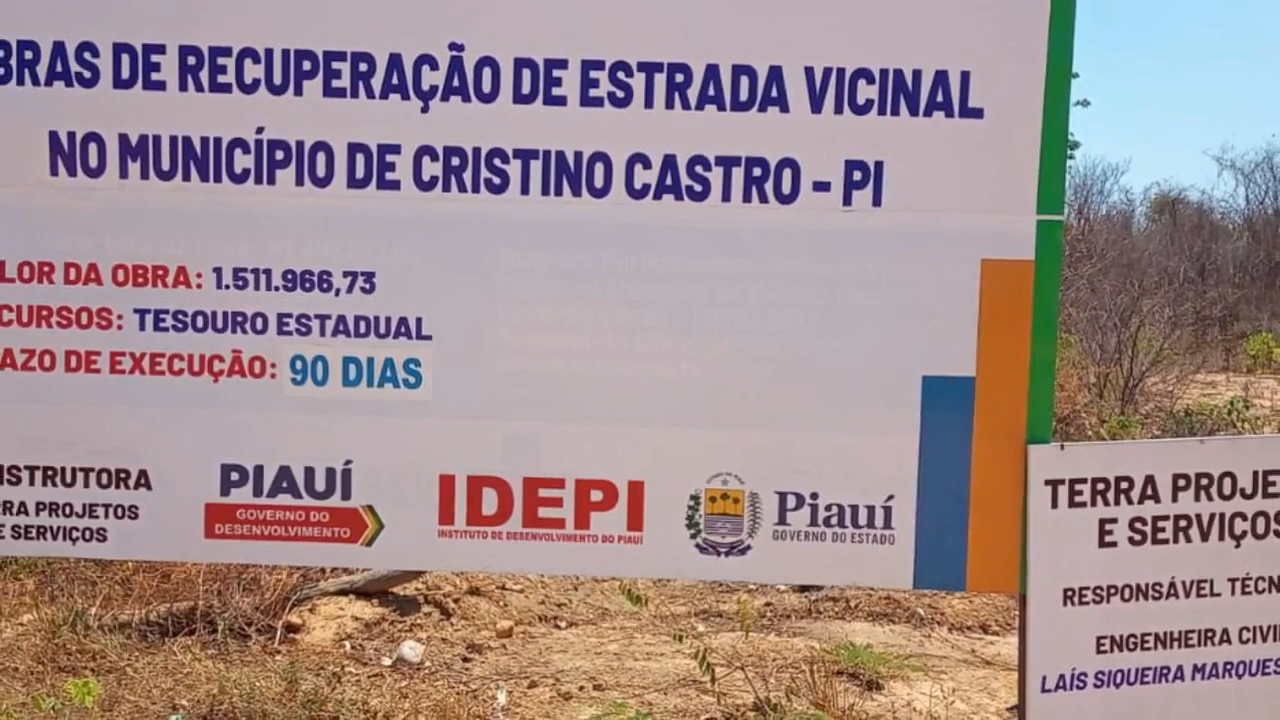 BRAS DE RECUPERAÇÃO DE ESTRADA VICINAL
NO MUNICÍPIO DE CRISTINO CASTRO - PI
LOR DA OBRA: 1.511.966,73
CURSOS: TESOURO ESTADUAL
AZO DE EXECUÇÃO: 90 DIAS
NSTRUTORA
RRA PROJETOS
E SERVIÇOS
PIAUÍ
GOVERNO DO
DESENVOLVIMENTO
IDEPI
INSTITUTO DE DESENVOLVIMENTO DO PIAUÍ
Piauí
GOVERNO DO ESTADO
TERRA PROJE
E SERVIÇOS
RESPONSÁVEL TÉCN
ENGENHEIRA CIVI
LAÍS SIQUEIRA MARQUES